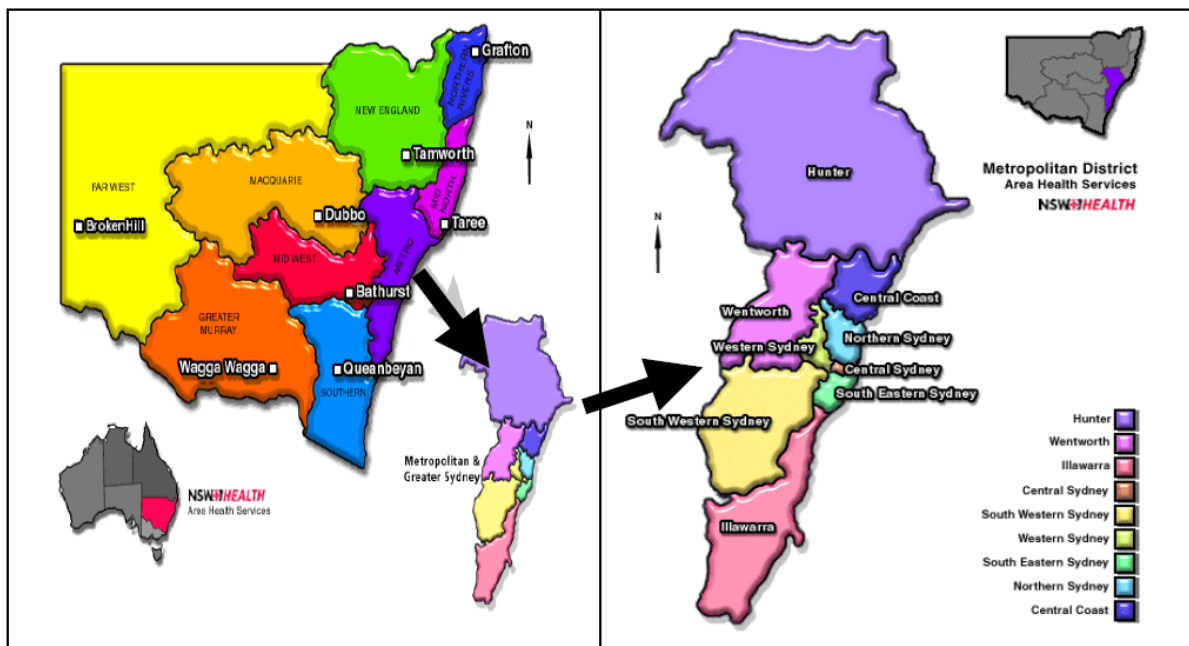 Grafton
NORTHERN
RIVERS
NEW ENGLAND
N
Tamworth
MACQUARIE
MID
NORTH
FAR WEST
Dubbo
BrokenHill
Taree
MID WEST
METRO
Bathurst
GREATER
MURRAY
Wagga Wagga
Queanbeyan
SOUTHERN
Metropolitan &
Greater Sydney
NSW HEALTH
Area Health Services
Hunter
Metropolitan District
Area Health Services
NSW HEALTH
N
Central Coast
Wentworth
Northern Sydney
Western Sydney
Central Sydney
South Eastern Sydney
South Western Sydney
Illawarra
Hunter
Wentworth
Illawarra
Central Sydney
South Western Sydney
Western Sydney
South Eastern Sydney
Northern Sydney
Central Coast